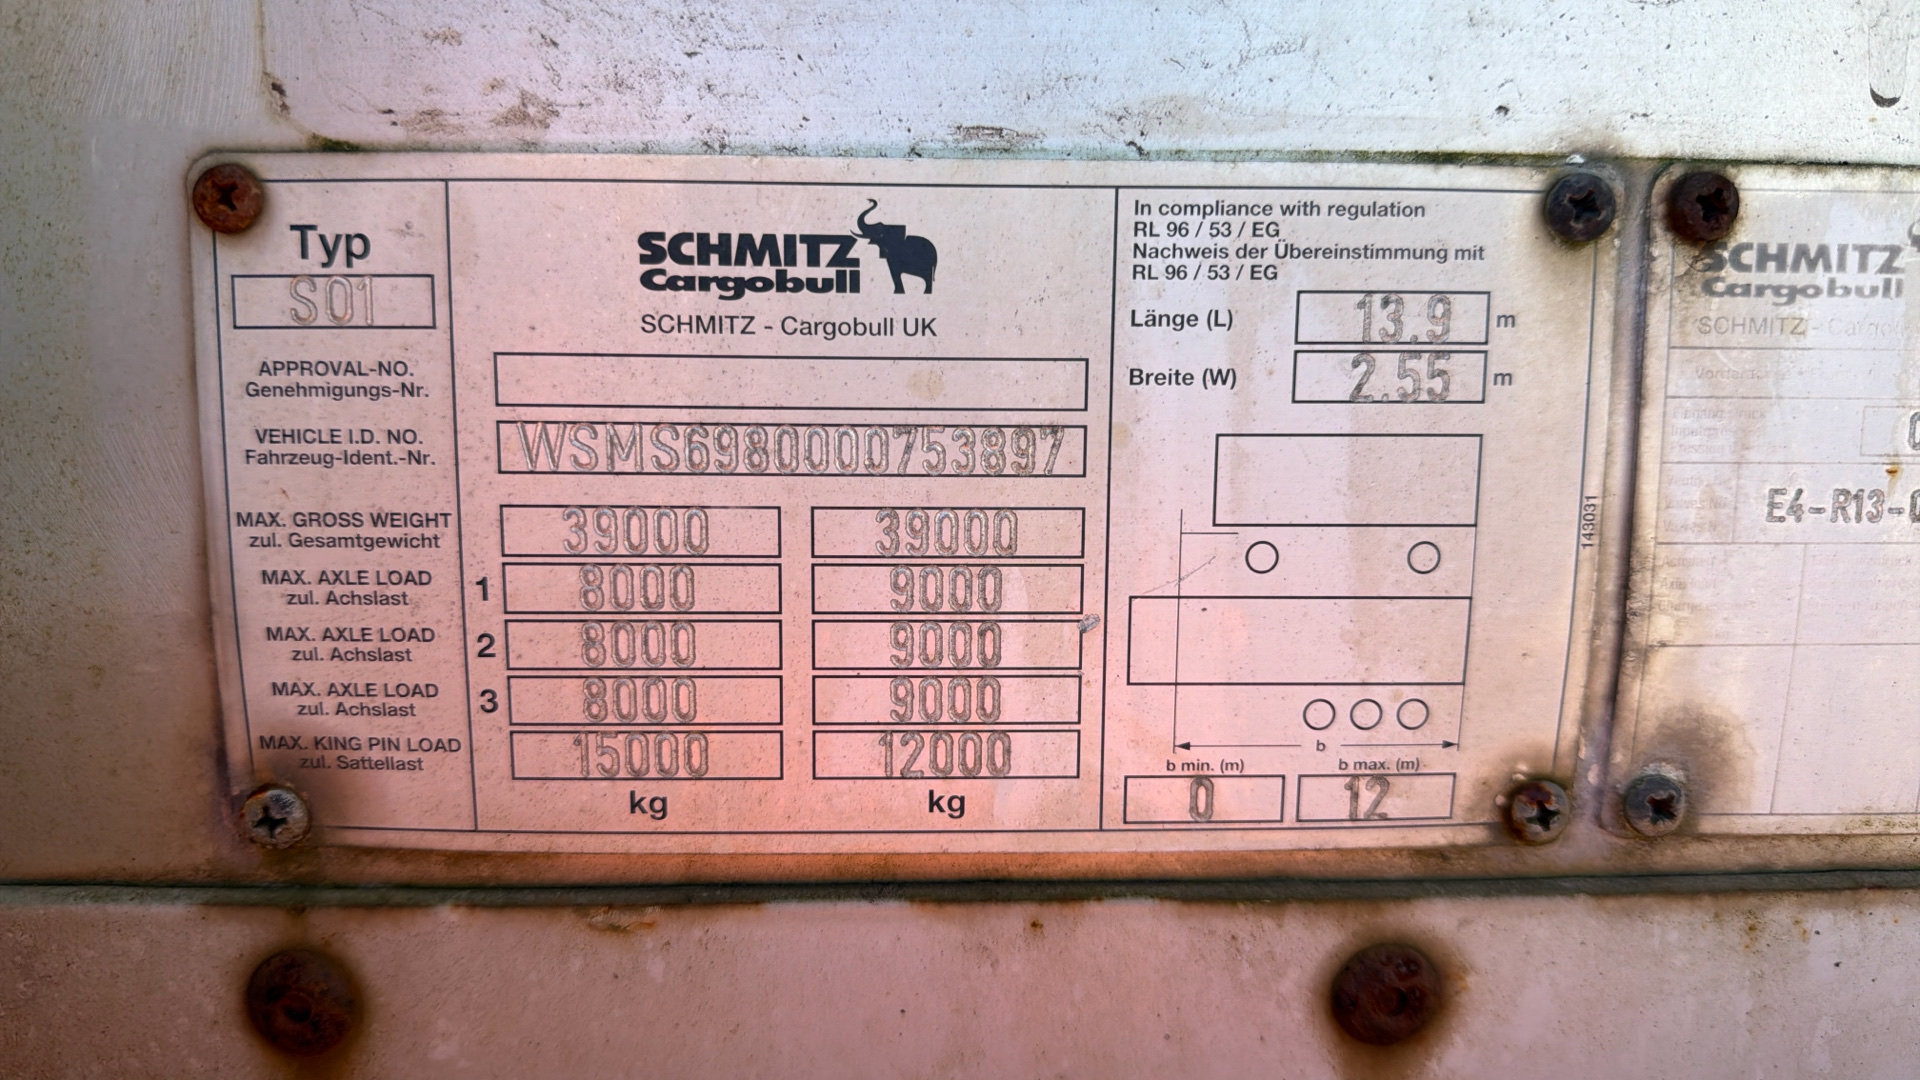 Typ
S01
SCHMITZ
Cargobull
SCHMITZ - Cargobull UK
APPROVAL-NO.
Genehmigungs-Nr.
VEHICLE I.D. NO.
Fahrzeug-Ident.-Nr.
WSMS6980000753897
MAX. GROSS WEIGHT
zul. Gesamtgewicht
39000 39000
MAX. AXLE LOAD
zul. Achslast
1 8000 9000
MAX. AXLE LOAD
zul. Achslast
2 8000 9000
MAX. AXLE LOAD
zul. Achslast
3 8000 9000
MAX. KING PIN LOAD
zul. Sattellast
15000 12000
kg kg
In compliance with regulation
RL 96 / 53 / EG
Nachweis der Übereinstimmung mit
RL 96 / 53 / EG
Länge (L) 13.9 m
Breite (W) 2.55 m
b
b min. (m) b max. (m)
0 12
143031
SCHMITZ
Cargobull
SCHMITZ - Cargo
E4-R13-